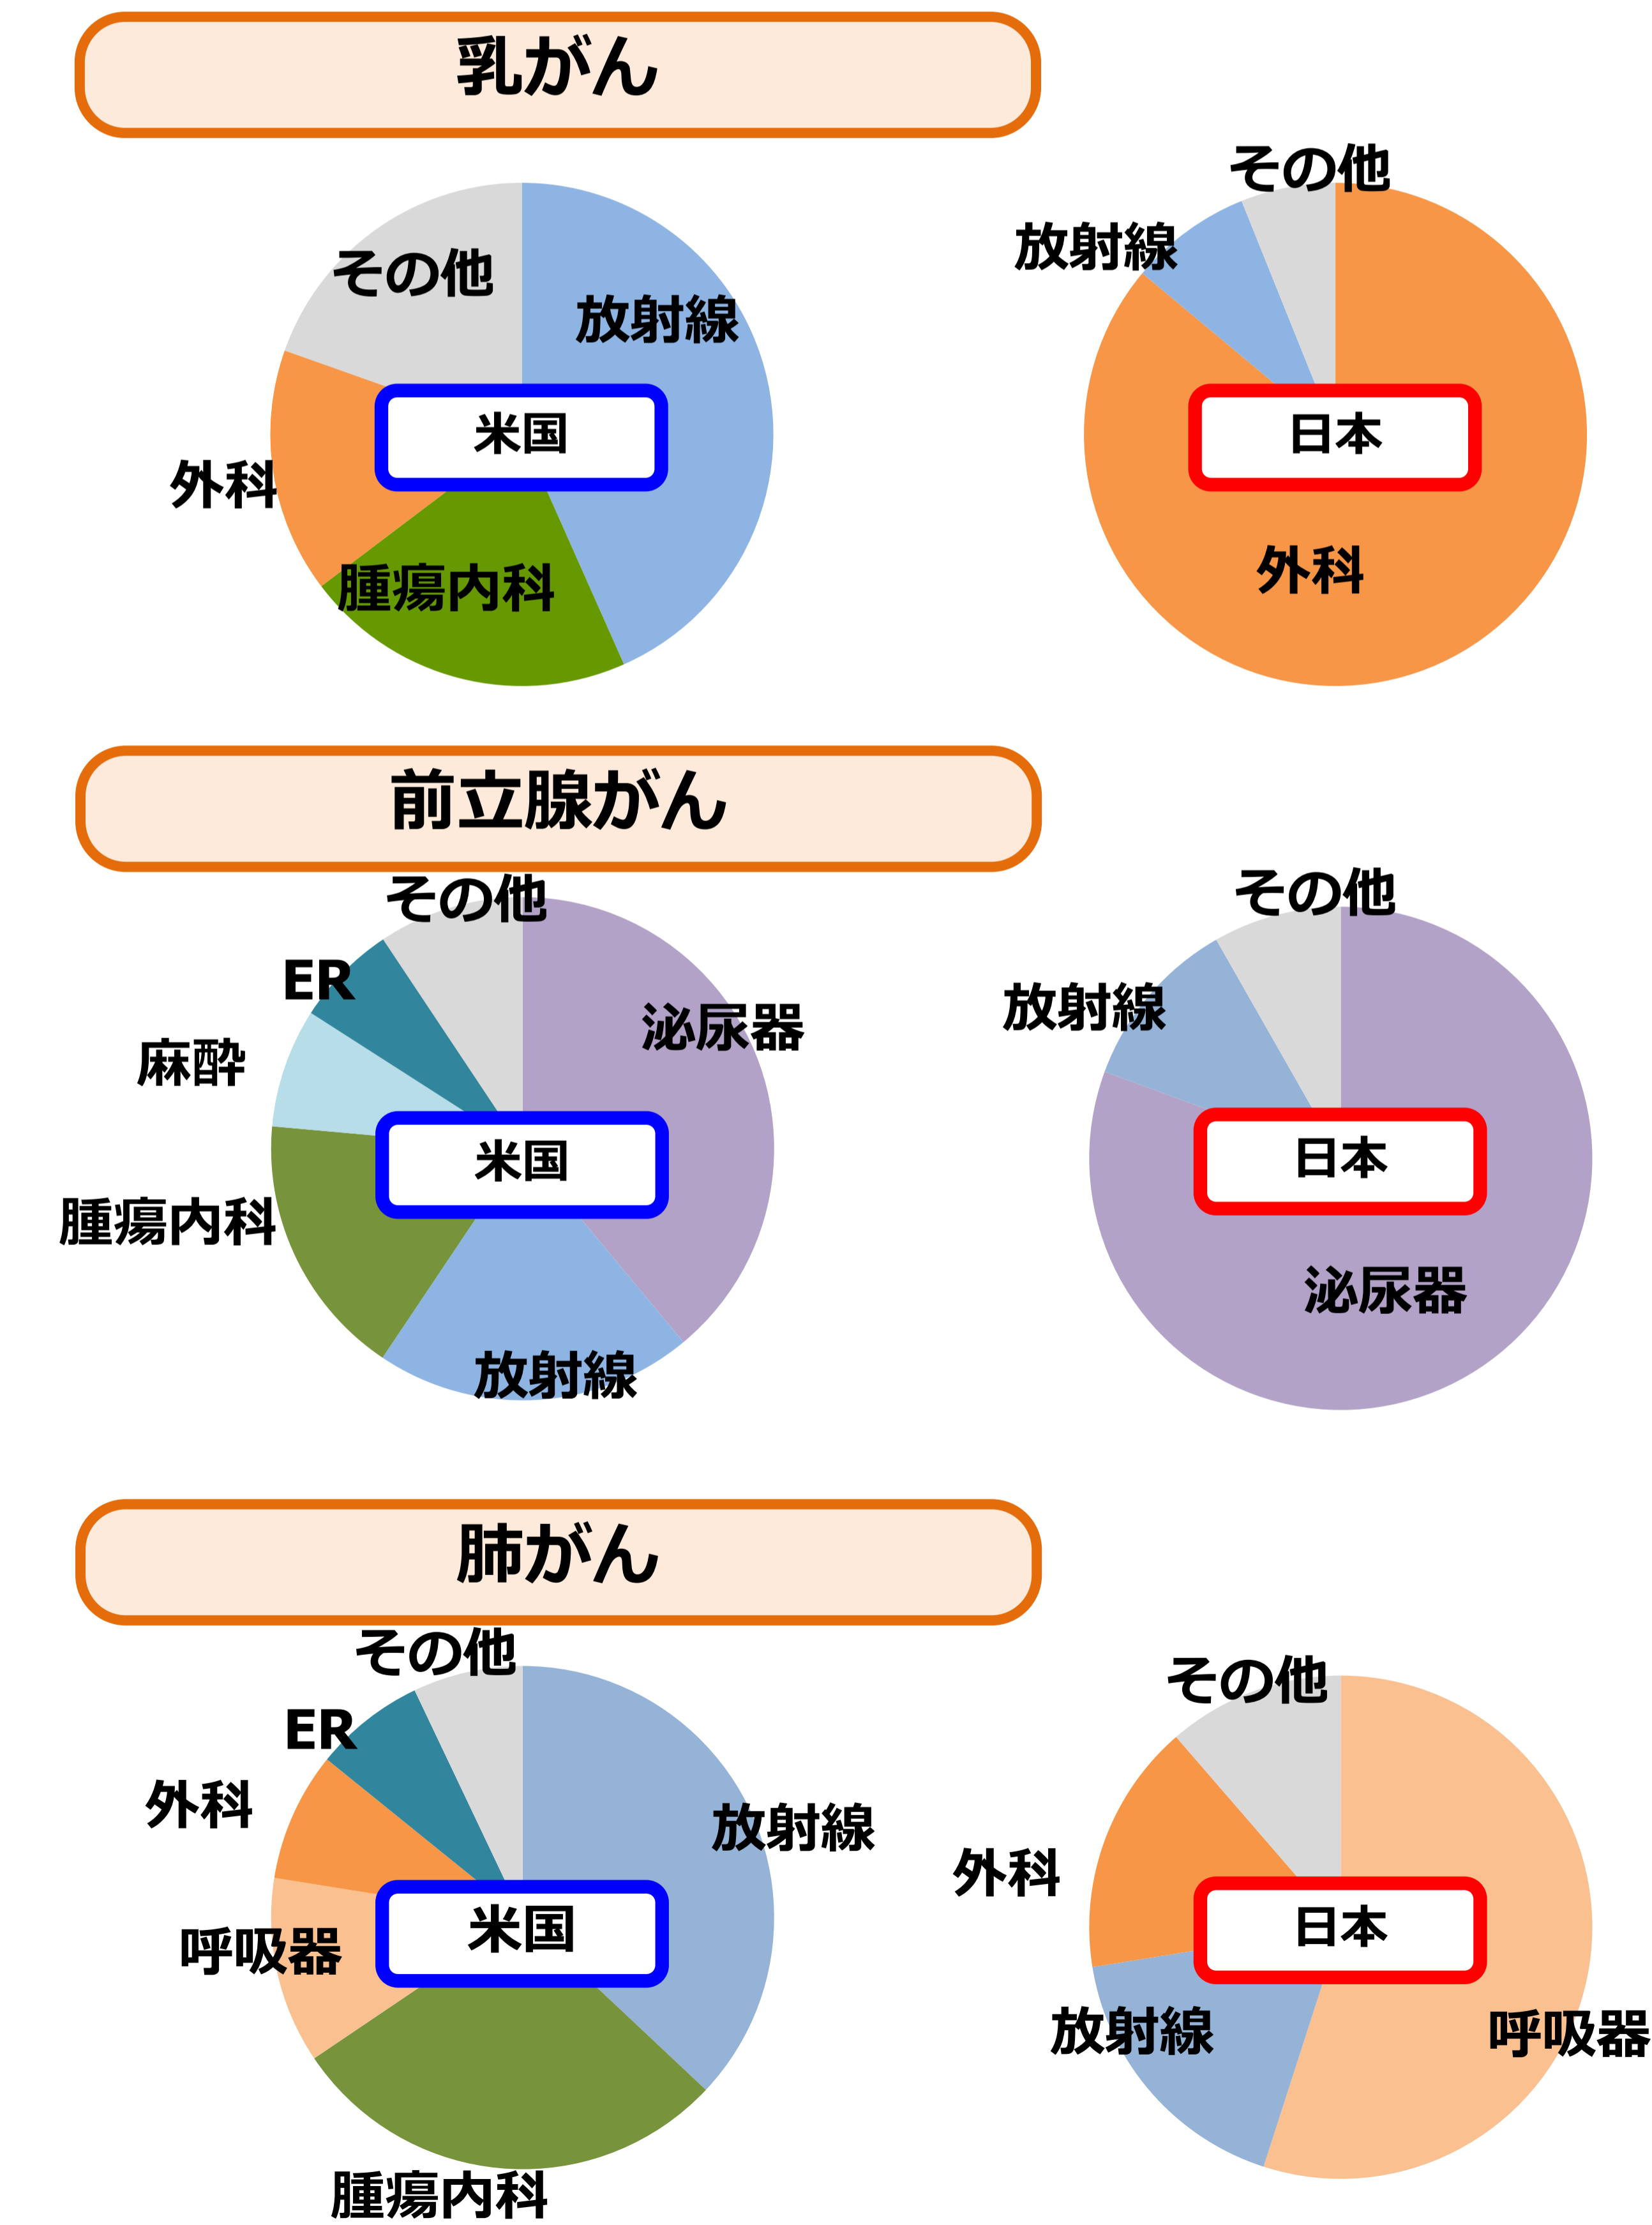 乳がん
その他
放射線
外科
腫瘍内科
米国
その他
放射線
外科
日本
前立腺がん
その他
ER
麻酔
腫瘍内科
泌尿器
放射線
米国
その他
放射線
泌尿器
日本
肺がん
その他
ER
外科
呼吸器
放射線
腫瘍内科
米国
その他
外科
放射線
呼吸器
日本